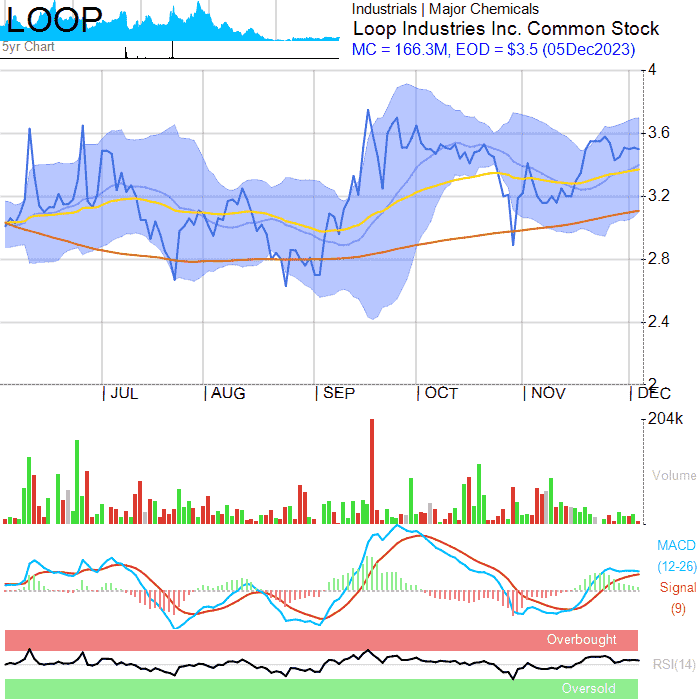 LOOP
5yr Chart
Industrials | Major Chemicals
Loop Industries Inc. Common Stock
MC = 166.3M, EOD = $3.5 (05Dec2023)
4
3.6
3.2
2.8
2.4
2
| JUL | AUG | SEP | OCT | NOV | DEC
204k
Volume
MACD
(12-26)
Signal
(9)
Overbought
RSI(14)
Oversold